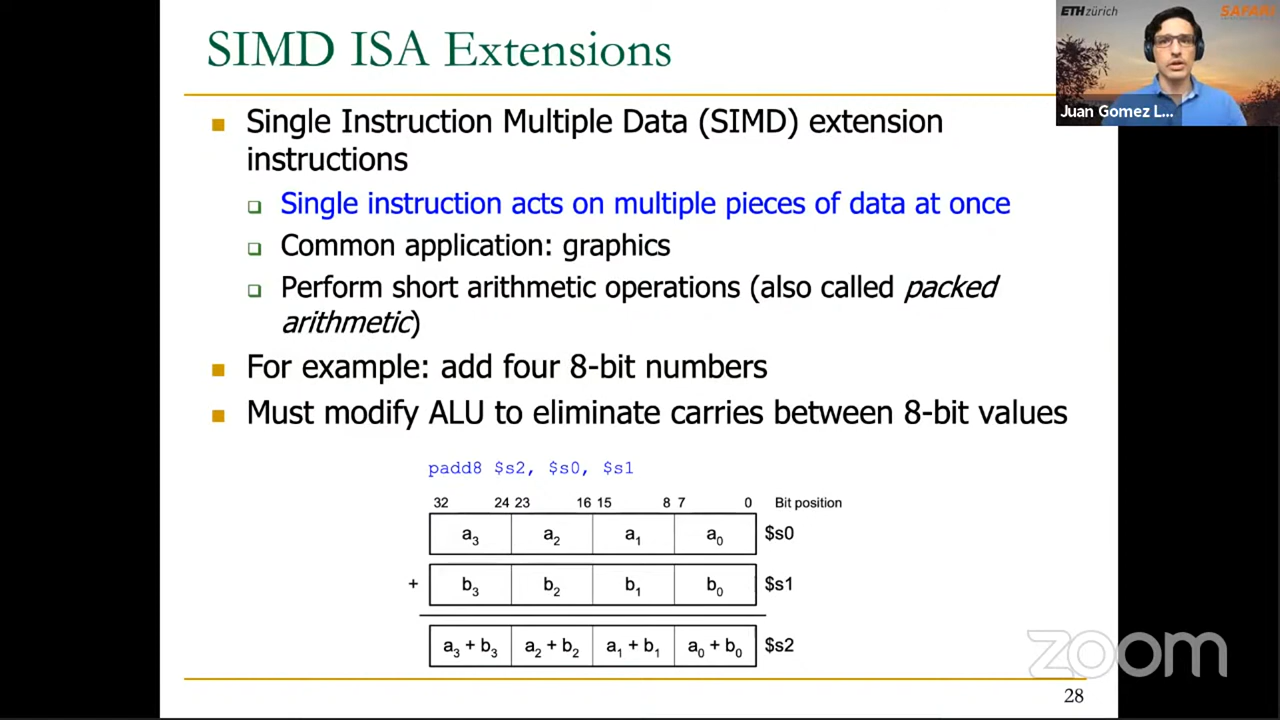 SIMD ISA Extensions
ETH zürich
SAFARI
Juan Gomez L...
Single Instruction Multiple Data (SIMD) extension
instructions
Single instruction acts on multiple pieces of data at once
Common application: graphics
Perform short arithmetic operations (also called packed
arithmetic)
For example: add four 8-bit numbers
Must modify ALU to eliminate carries between 8-bit values
padd8 $s2, $s0, $s1
32 24 23 16 15 8 7 0 Bit position
a3 a2 a1 a0 $s0
+ b3 b2 b1 b0 $s1
a3 + b3 a2 + b2 a1 + b1 a0 + b0 $s2
zoom
28